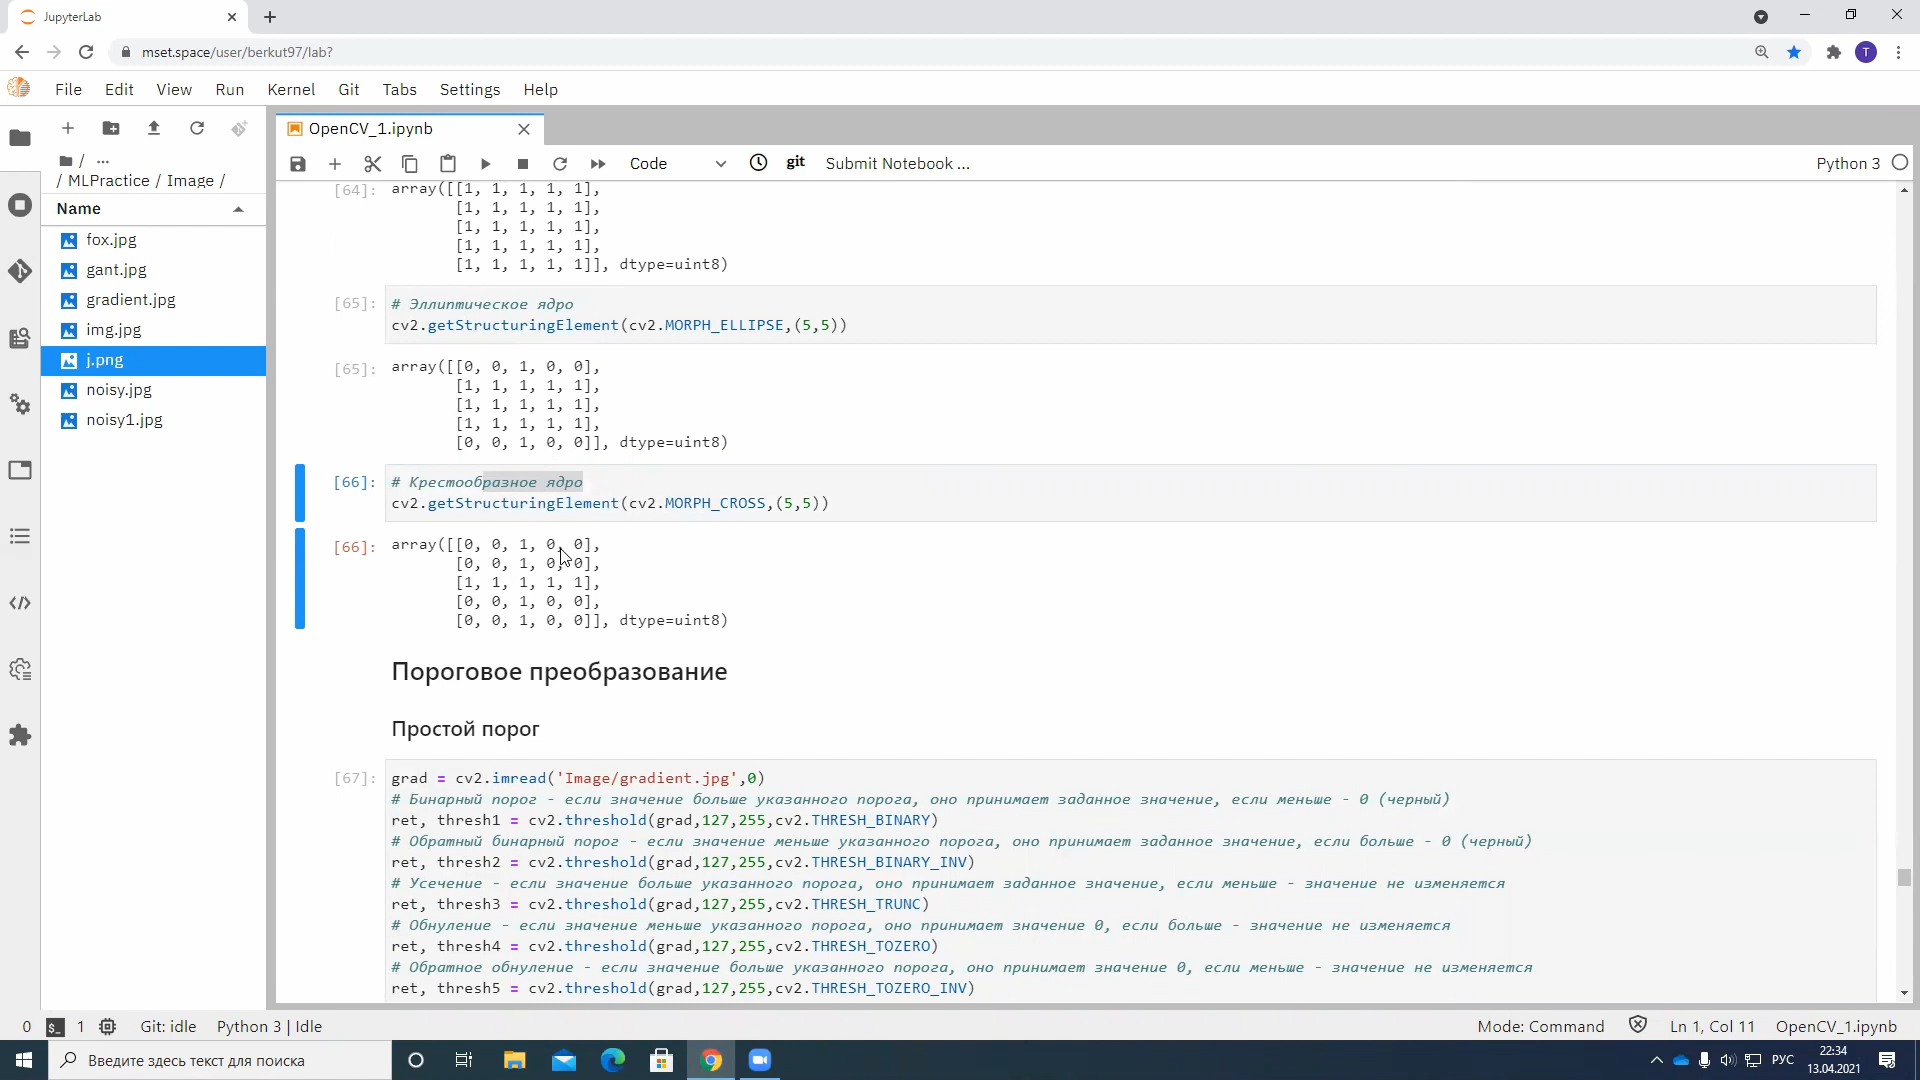 JupyterLab
mset.space/user/berkut97/lab?
T
File Edit View Run Kernel Git Tabs Settings Help
OpenCV_1.ipynb
Code
git
Submit Notebook ...
Python 3
/ ...
/ MLPractice / Image /
Name
fox.jpg
gant.jpg
gradient.jpg
img.jpg
j.png
noisy.jpg
noisy1.jpg
[64]: array([[1, 1, 1, 1, 1],
[1, 1, 1, 1, 1],
[1, 1, 1, 1, 1],
[1, 1, 1, 1, 1],
[1, 1, 1, 1, 1]], dtype=uint8)
[65]: # Эллиптическое ядро
cv2.getStructuringElement(cv2.MORPH_ELLIPSE,(5,5))
[65]: array([[0, 0, 1, 0, 0],
[1, 1, 1, 1, 1],
[1, 1, 1, 1, 1],
[1, 1, 1, 1, 1],
[0, 0, 1, 0, 0]], dtype=uint8)
[66]: # Крестообразное ядро
cv2.getStructuringElement(cv2.MORPH_CROSS,(5,5))
[66]: array([[0, 0, 1, 0, 0],
[0, 0, 1, 0, 0],
[1, 1, 1, 1, 1],
[0, 0, 1, 0, 0],
[0, 0, 1, 0, 0]], dtype=uint8)
Пороговое преобразование
Простой порог
[67]: grad = cv2.imread('Image/gradient.jpg',0)
# Бинарный порог - если значение больше указанного порога, оно принимает заданное значение, если меньше - 0 (черный)
ret, thresh1 = cv2.threshold(grad,127,255,cv2.THRESH_BINARY)
# Обратный бинарный порог - если значение меньше указанного порога, оно принимает заданное значение, если больше - 0 (черный)
ret, thresh2 = cv2.threshold(grad,127,255,cv2.THRESH_BINARY_INV)
# Усечение - если значение больше указанного порога, оно принимает заданное значение, если меньше - значение не изменяется
ret, thresh3 = cv2.threshold(grad,127,255,cv2.THRESH_TRUNC)
# Обнуление - если значение меньше указанного порога, оно принимает значение 0, если больше - значение не изменяется
ret, thresh4 = cv2.threshold(grad,127,255,cv2.THRESH_TOZERO)
# Обратное обнуление - если значение больше указанного порога, оно принимает значение 0, если меньше - значение не изменяется
ret, thresh5 = cv2.threshold(grad,127,255,cv2.THRESH_TOZERO_INV)
0 $_ 1 Git: idle Python 3 | Idle
Mode: Command Ln 1, Col 11 OpenCV_1.ipynb
Введите здесь текст для поиска
РУС
22:34
13.04.2021